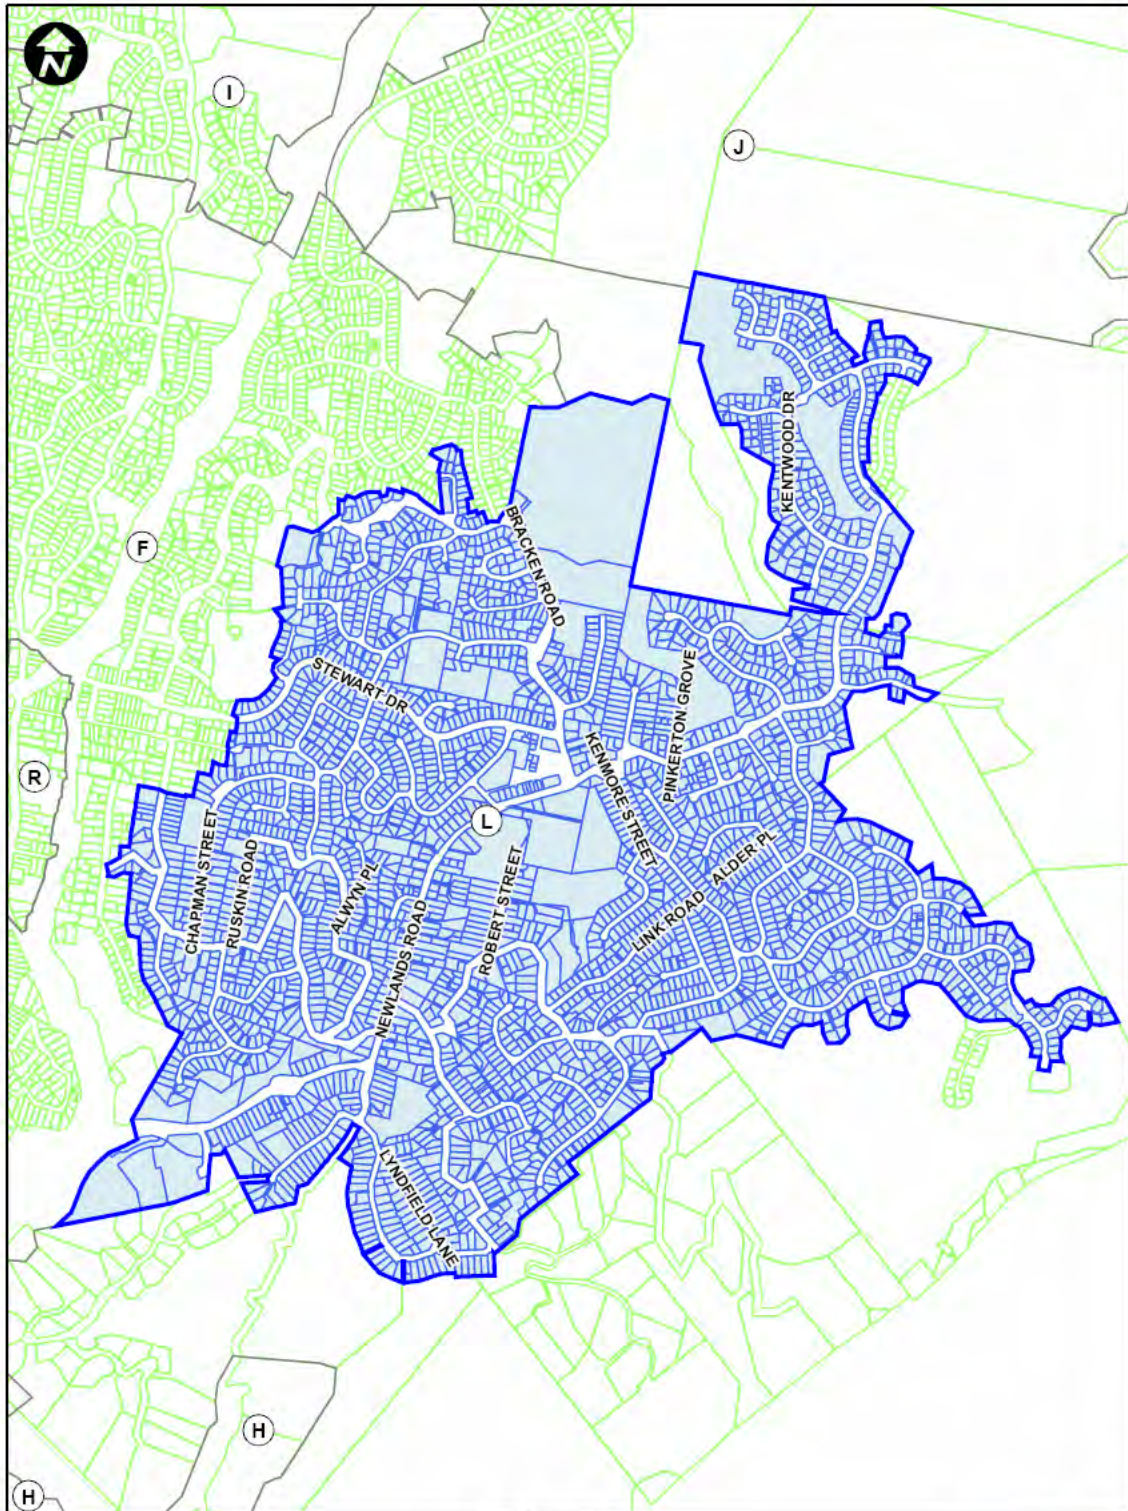 N
I
J
KENTWOOD DR
BRACKEN ROAD
F
STEWART DR
PINKERTON GROVE
KENMORE STREET
R
L
CHAPMAN STREET
RUSKIN ROAD
ALWYN PL
NEWLANDS ROAD
ROBERT STREET
LINK ROAD
ALDER PL
LYNDFIELD LANE
H
H